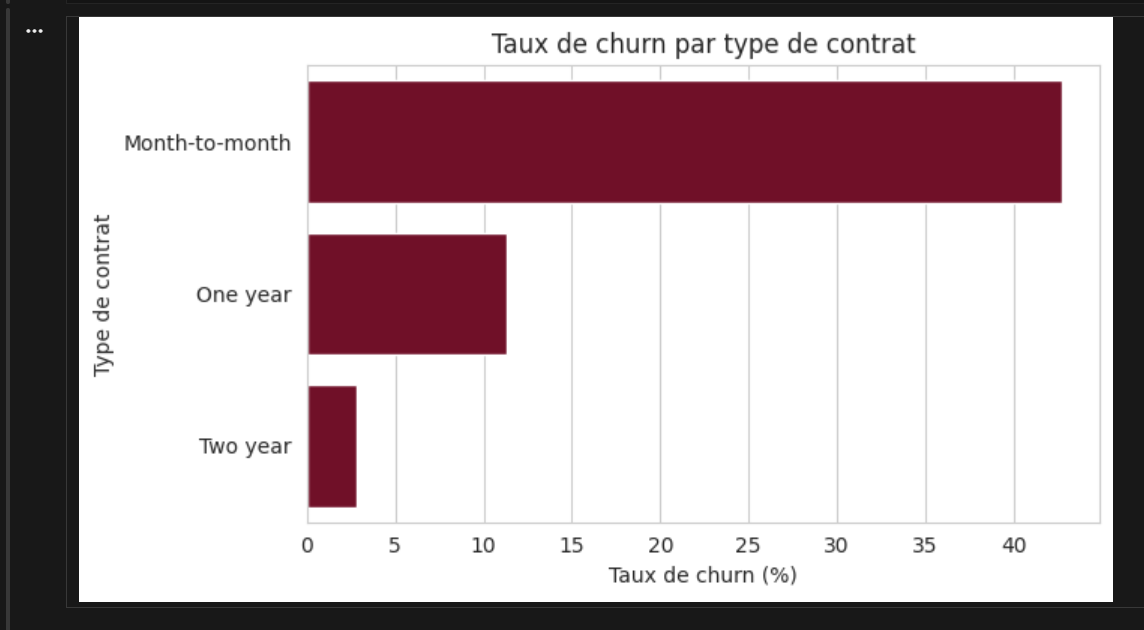 ...
Taux de churn par type de contrat
Month-to-month
One year
Two year
Type de contrat
0 5 10 15 20 25 30 35 40
Taux de churn (%)